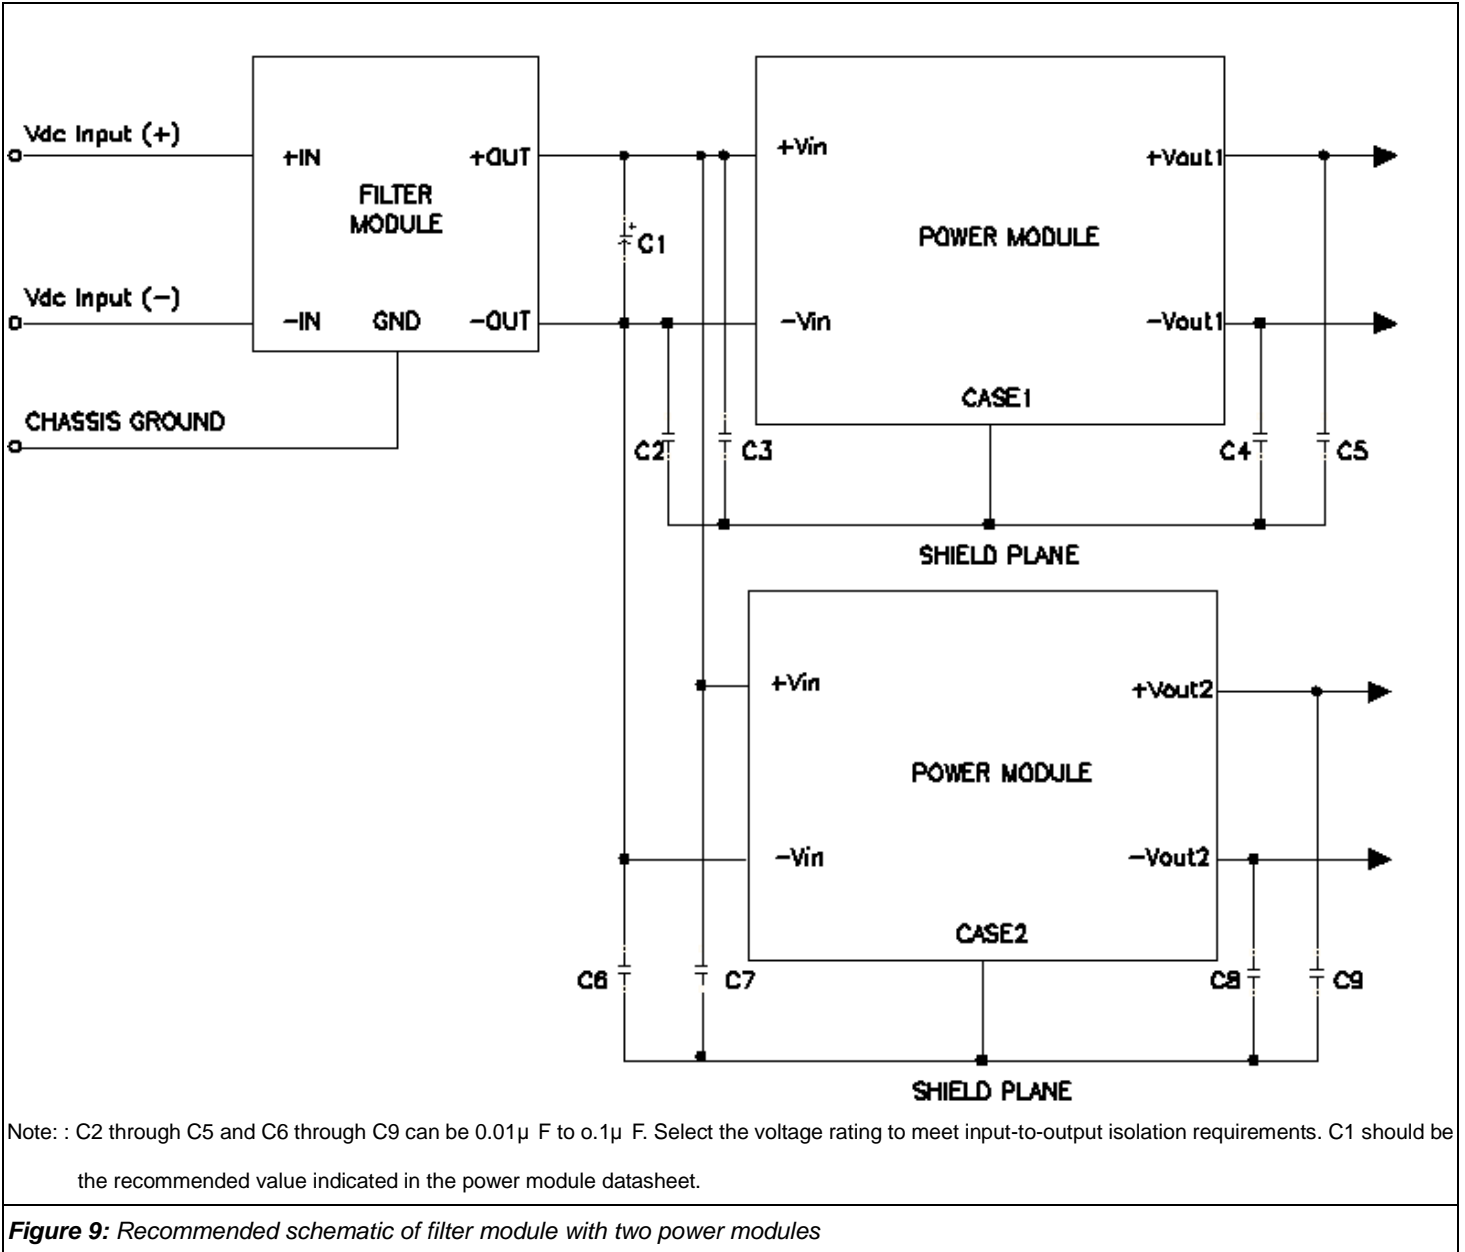 Vdc Input (+)
+IN
+OUT
FILTER
MODULE
Vdc Input (−)
−IN
GND
−OUT
CHASSIS GROUND
C1
+
+Vin
+Vout1
POWER MODULE
−Vin
−Vout1
CASE1
C2
C3
C4
C5
SHIELD PLANE
+Vin
+Vout2
POWER MODULE
−Vin
−Vout2
CASE2
C6
C7
C8
C9
SHIELD PLANE
Note: : C2 through C5 and C6 through C9 can be 0.01µ F to o.1µ F. Select the voltage rating to meet input-to-output isolation requirements. C1 should be
the recommended value indicated in the power module datasheet.
Figure 9: Recommended schematic of filter module with two power modules